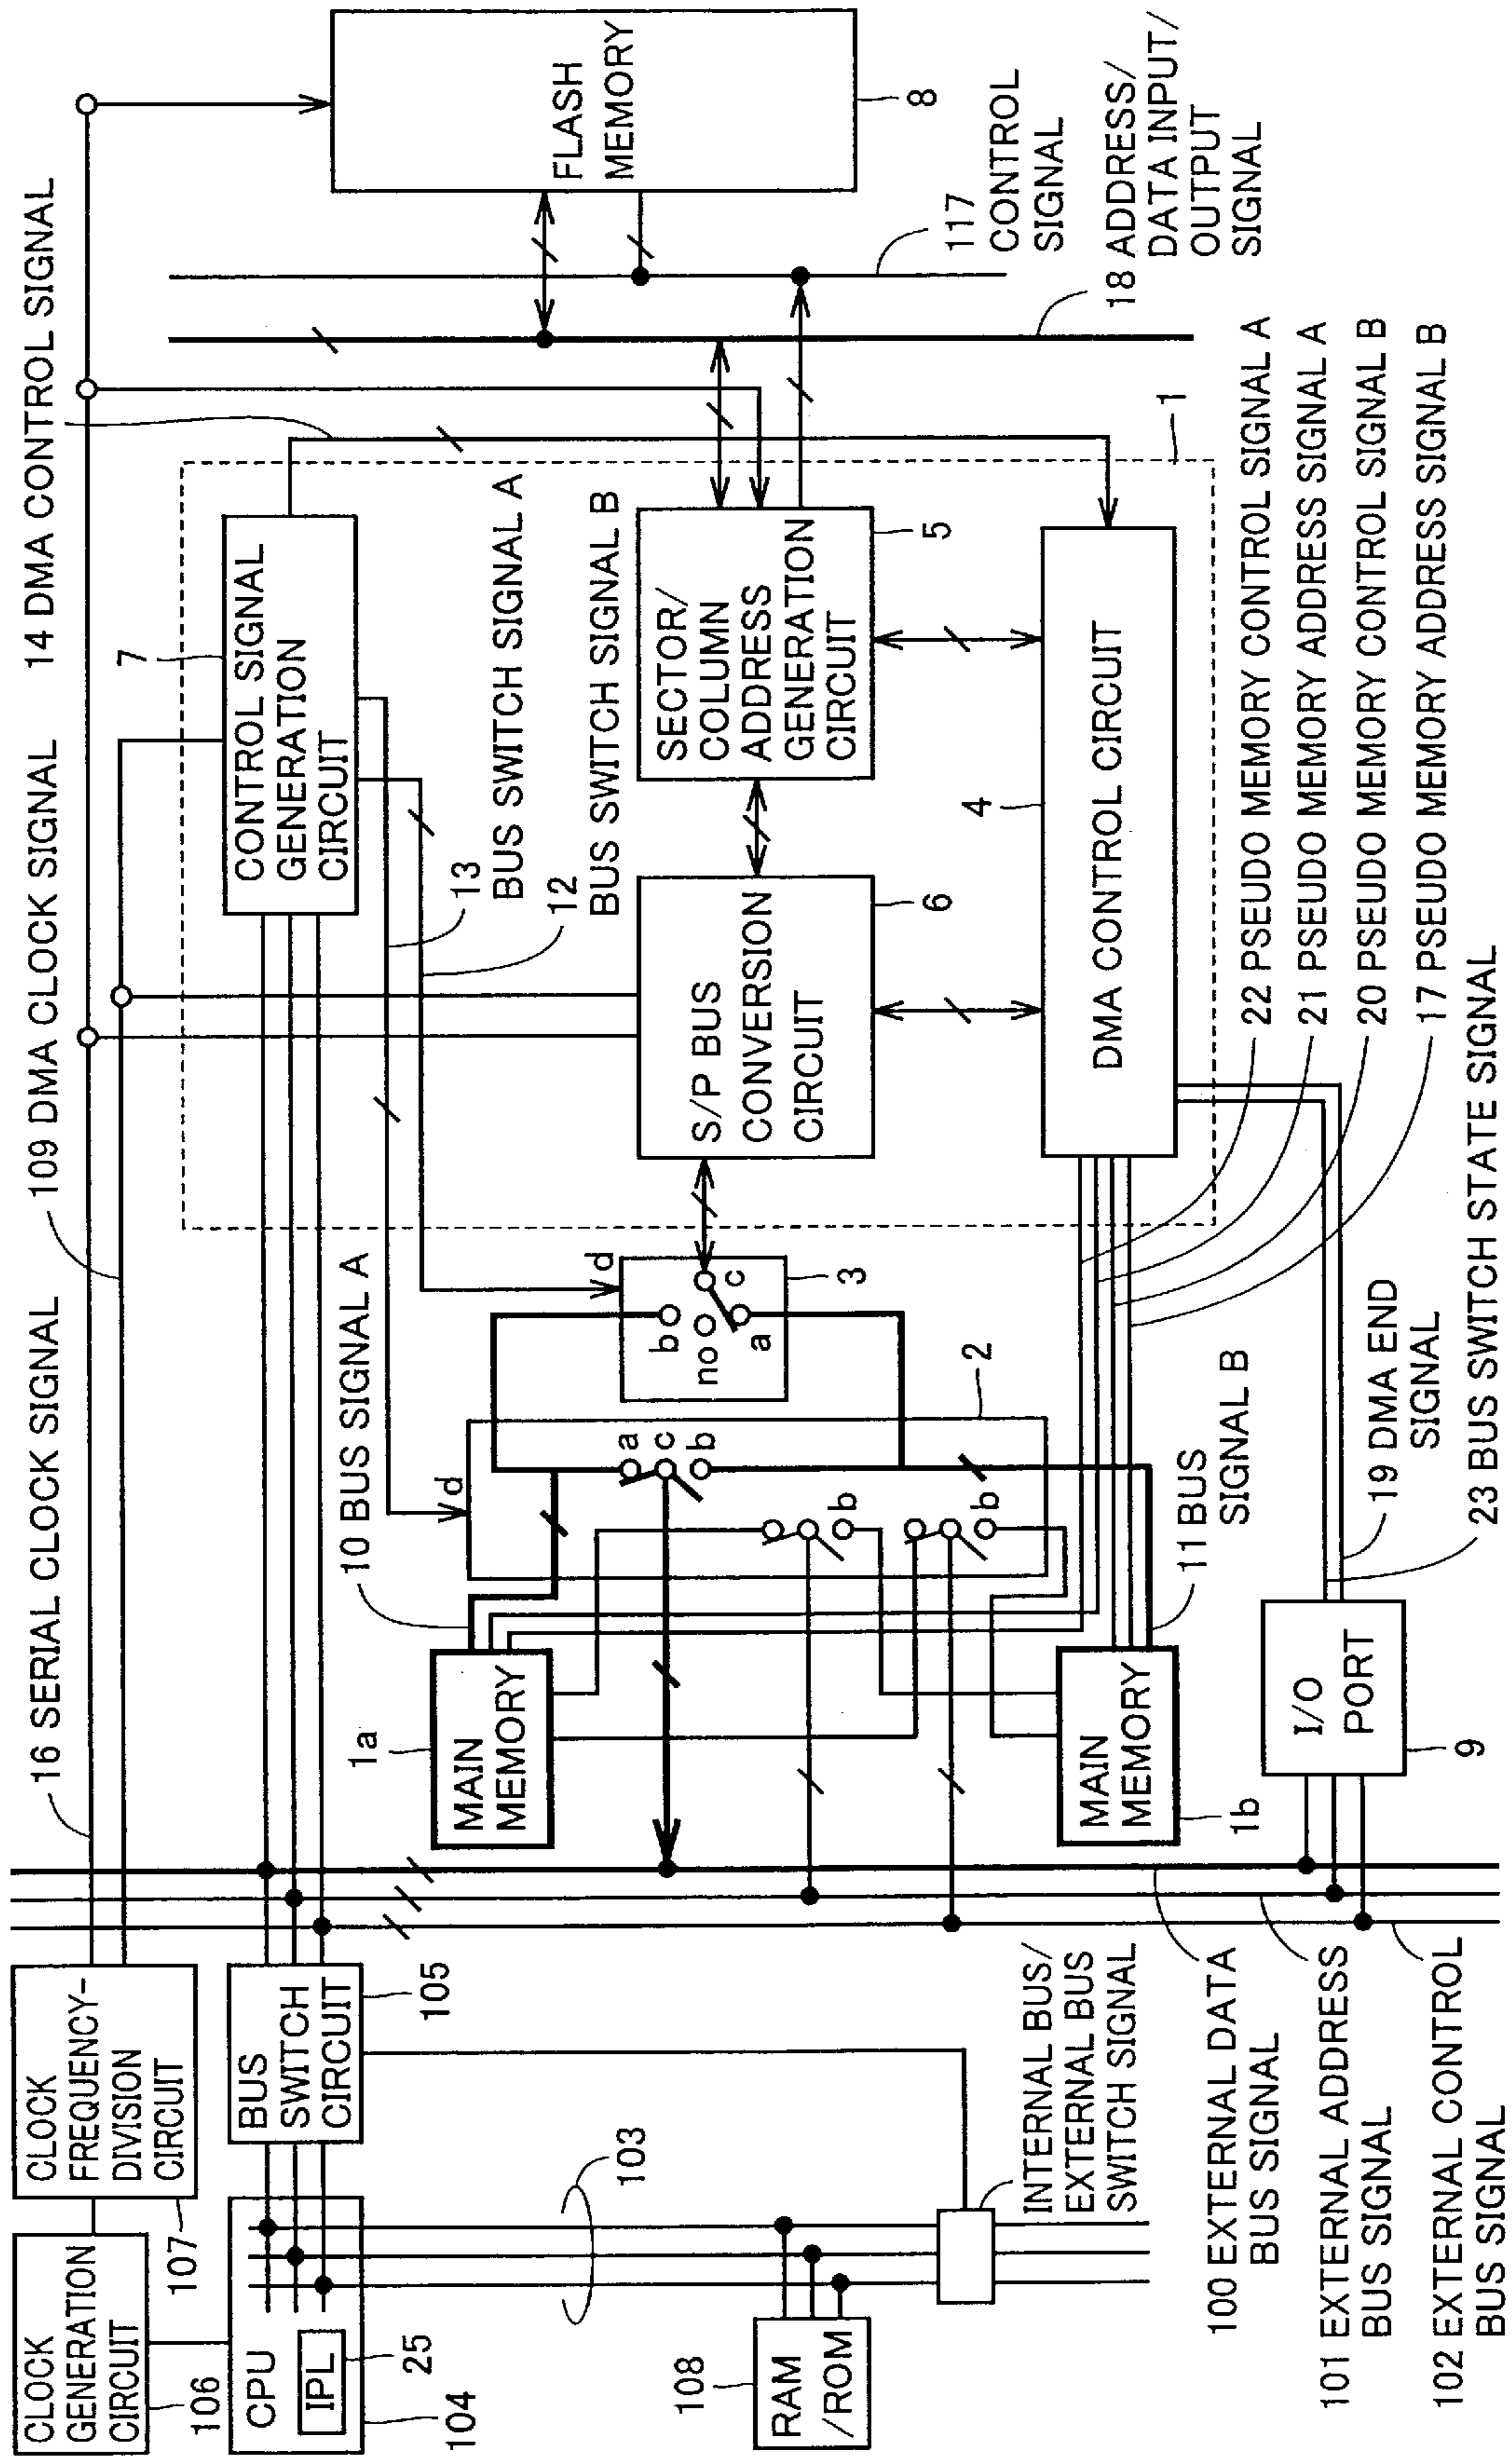 CLOCK
GENERATION
CIRCUIT
106
CLOCK
FREQUENCY-
DIVISION
CIRCUIT
107
16 SERIAL CLOCK SIGNAL
109 DMA CLOCK SIGNAL
14 DMA CONTROL SIGNAL
CPU
IPL
25
104
BUS
SWITCH
CIRCUIT
105
103
RAM
/ROM
108
INTERNAL BUS/
EXTERNAL BUS
SWITCH SIGNAL
100 EXTERNAL DATA
BUS SIGNAL
101 EXTERNAL ADDRESS
BUS SIGNAL
102 EXTERNAL CONTROL
BUS SIGNAL
MAIN
MEMORY
1a
10 BUS SIGNAL A
MAIN
MEMORY
1b
11 BUS
SIGNAL B
I/O
PORT
9
19 DMA END
SIGNAL
23 BUS SWITCH STATE SIGNAL
d
a
c
b
b
b
2
d
b
no
c
a
3
7
CONTROL SIGNAL
GENERATION
CIRCUIT
13
BUS SWITCH SIGNAL A
12
BUS SWITCH SIGNAL B
S/P BUS
CONVERSION
CIRCUIT
6
SECTOR/
COLUMN
ADDRESS
GENERATION
CIRCUIT
5
4
DMA CONTROL CIRCUIT
1
22 PSEUDO MEMORY CONTROL SIGNAL A
21 PSEUDO MEMORY ADDRESS SIGNAL A
20 PSEUDO MEMORY CONTROL SIGNAL B
17 PSEUDO MEMORY ADDRESS SIGNAL B
FLASH
MEMORY
8
117
CONTROL
SIGNAL
18 ADDRESS/
DATA INPUT/
OUTPUT
SIGNAL